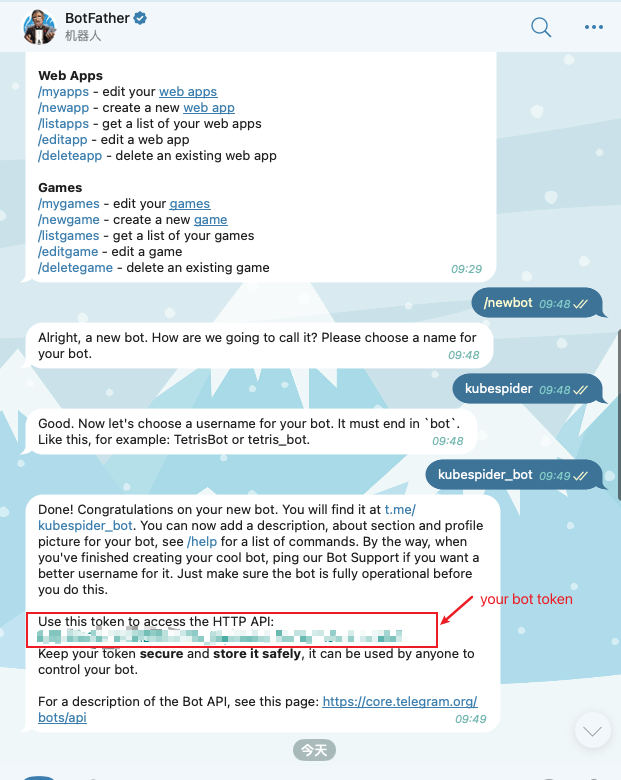 BotFather
机器人
Web Apps
/myapps - edit your web apps
/newapp - create a new web app
/listapps - get a list of your web apps
/editapp - edit a web app
/deleteapp - delete an existing web app
Games
/mygames - edit your games
/newgame - create a new game
/listgames - get a list of your games
/editgame - edit a game
/deletegame - delete an existing game
09:29
/newbot 09:48
Alright, a new bot. How are we going to call it? Please choose a name for
your bot.
09:48
kubespider 09:48
Good. Now let's choose a username for your bot. It must end in `bot`.
Like this, for example: TetrisBot or tetris_bot.
09:48
kubespider_bot 09:49
Done! Congratulations on your new bot. You will find it at t.me/
kubespider_bot. You can now add a description, about section and profile
picture for your bot, see /help for a list of commands. By the way, when
you've finished creating your cool bot, ping our Bot Support if you want a
better username for it. Just make sure the bot is fully operational before
you do this.
your bot token
Use this token to access the HTTP API:
Keep your token secure and store it safely, it can be used by anyone to
control your bot.
For a description of the Bot API, see this page: https://core.telegram.org/
bots/api
09:49
今天